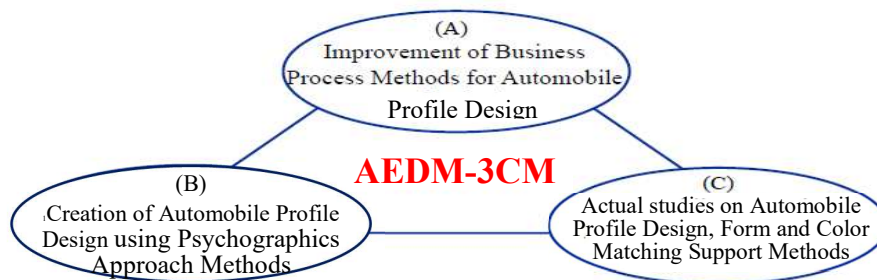 (A)
Improvement of Business
Process Methods for Automobile
Profile Design
AEDM-3CM
(B)
Creation of Automobile Profile
Design using Psychographics
Approach Methods
(C)
Actual studies on Automobile
Profile Design, Form and Color
Matching Support Methods